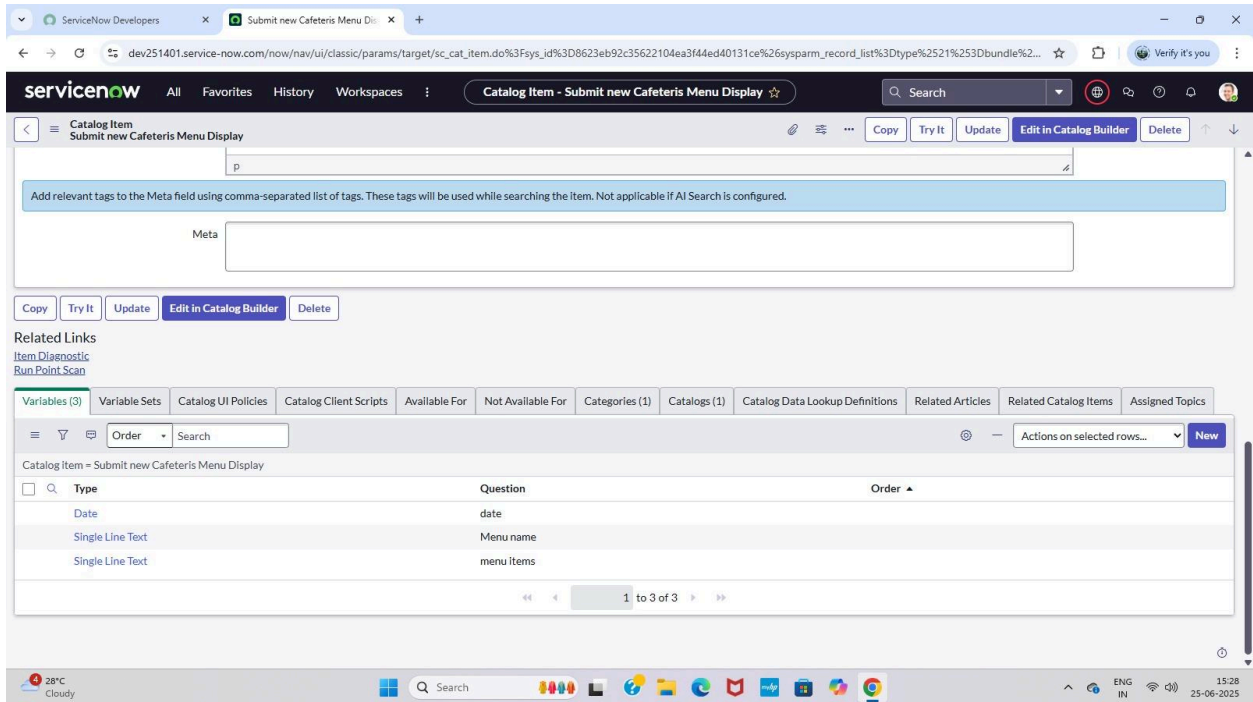 ServiceNow Developers
Submit new Cafeteris Menu Dis
dev251401.service-now.com/now/nav/ui/classic/params/target/sc_cat_item.do%3Fsys_id%3D8623eb92c35622104ea3f44ed40131ce%26sysparm_record_list%3Dtype%2521%253Dbundle%2...
Verify it's you
servicenow All Favorites History Workspaces Catalog Item - Submit new Cafeteris Menu Display Search
Catalog Item
Submit new Cafeteris Menu Display
Copy Try It Update Edit in Catalog Builder Delete
p
Add relevant tags to the Meta field using comma-separated list of tags. These tags will be used while searching the item. Not applicable if AI Search is configured.
Meta
Copy Try It Update Edit in Catalog Builder Delete
Related Links
Item Diagnostic
Run Point Scan
Variables (3) Variable Sets Catalog UI Policies Catalog Client Scripts Available For Not Available For Categories (1) Catalogs (1) Catalog Data Lookup Definitions Related Articles Related Catalog Items Assigned Topics
Order Search Actions on selected rows... New
Catalog item = Submit new Cafeteris Menu Display
Type Question Order
Date date
Single Line Text Menu name
Single Line Text menu items
1 to 3 of 3
4 28°C
Cloudy
Search
myhp
ENG
IN
15:28
25-06-2025